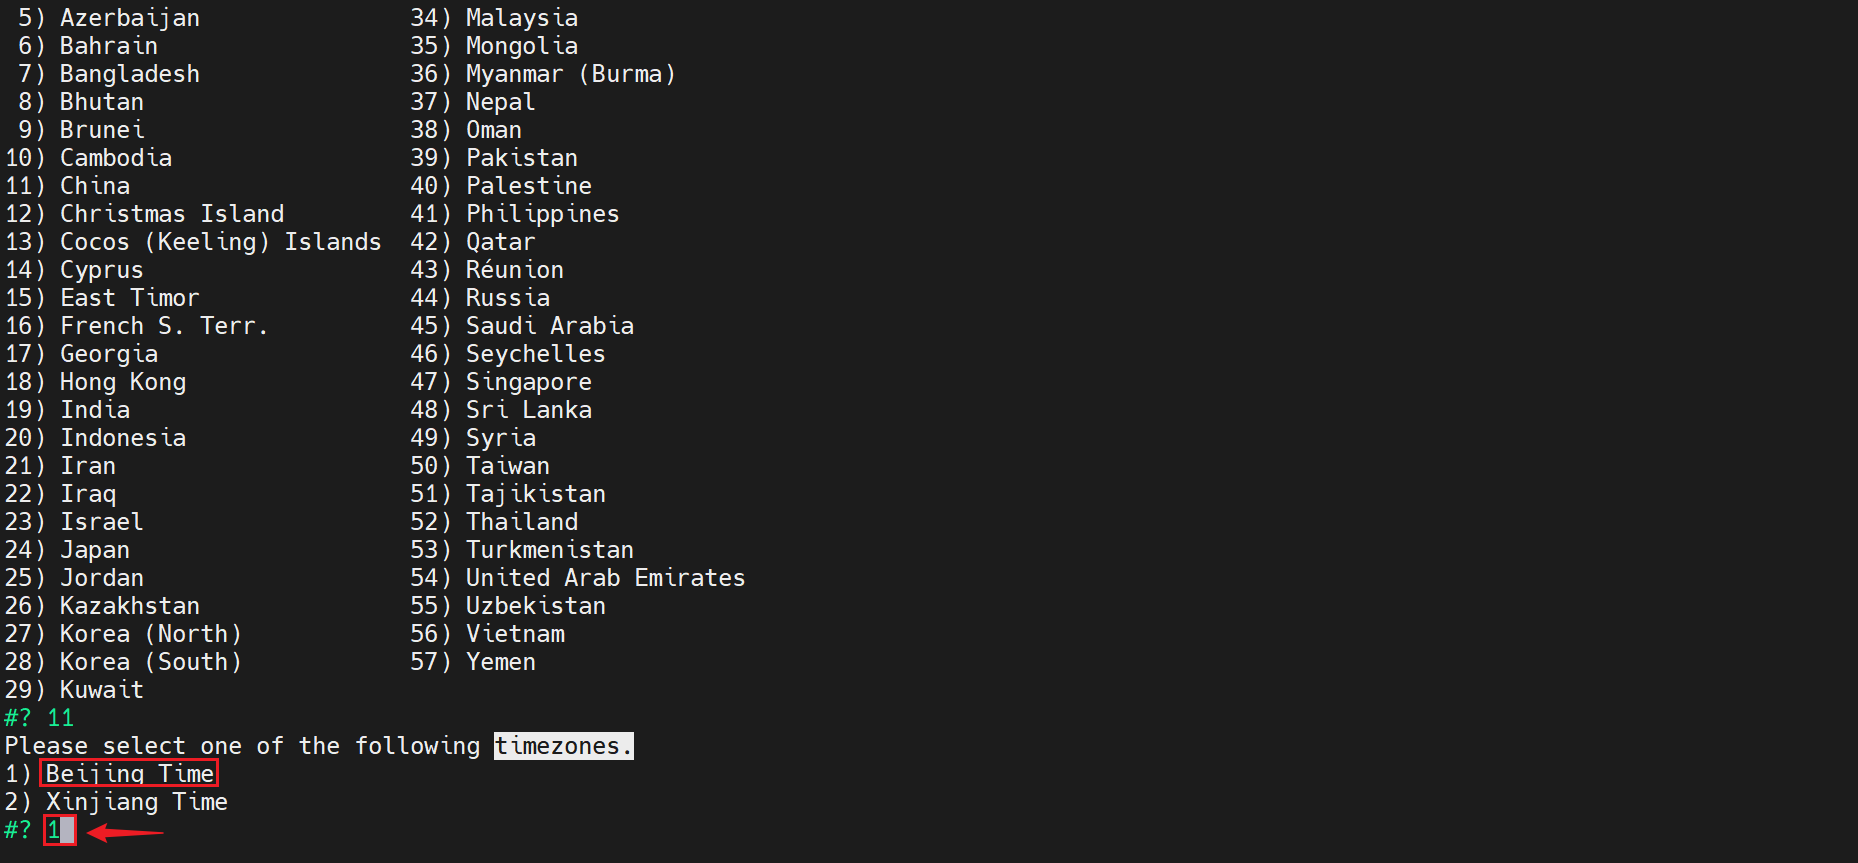 5) Azerbaijan               34) Malaysia
 6) Bahrain                  35) Mongolia
 7) Bangladesh               36) Myanmar (Burma)
 8) Bhutan                   37) Nepal
 9) Brunei                   38) Oman
10) Cambodia                 39) Pakistan
11) China                    40) Palestine
12) Christmas Island         41) Philippines
13) Cocos (Keeling) Islands  42) Qatar
14) Cyprus                   43) Réunion
15) East Timor               44) Russia
16) French S. Terr.          45) Saudi Arabia
17) Georgia                  46) Seychelles
18) Hong Kong                47) Singapore
19) India                    48) Sri Lanka
20) Indonesia                49) Syria
21) Iran                     50) Taiwan
22) Iraq                     51) Tajikistan
23) Israel                   52) Thailand
24) Japan                    53) Turkmenistan
25) Jordan                   54) United Arab Emirates
26) Kazakhstan               55) Uzbekistan
27) Korea (North)            56) Vietnam
28) Korea (South)            57) Yemen
29) Kuwait
#? 11
Please select one of the following timezones.
1) Beijing Time
2) Xinjiang Time
#? 1